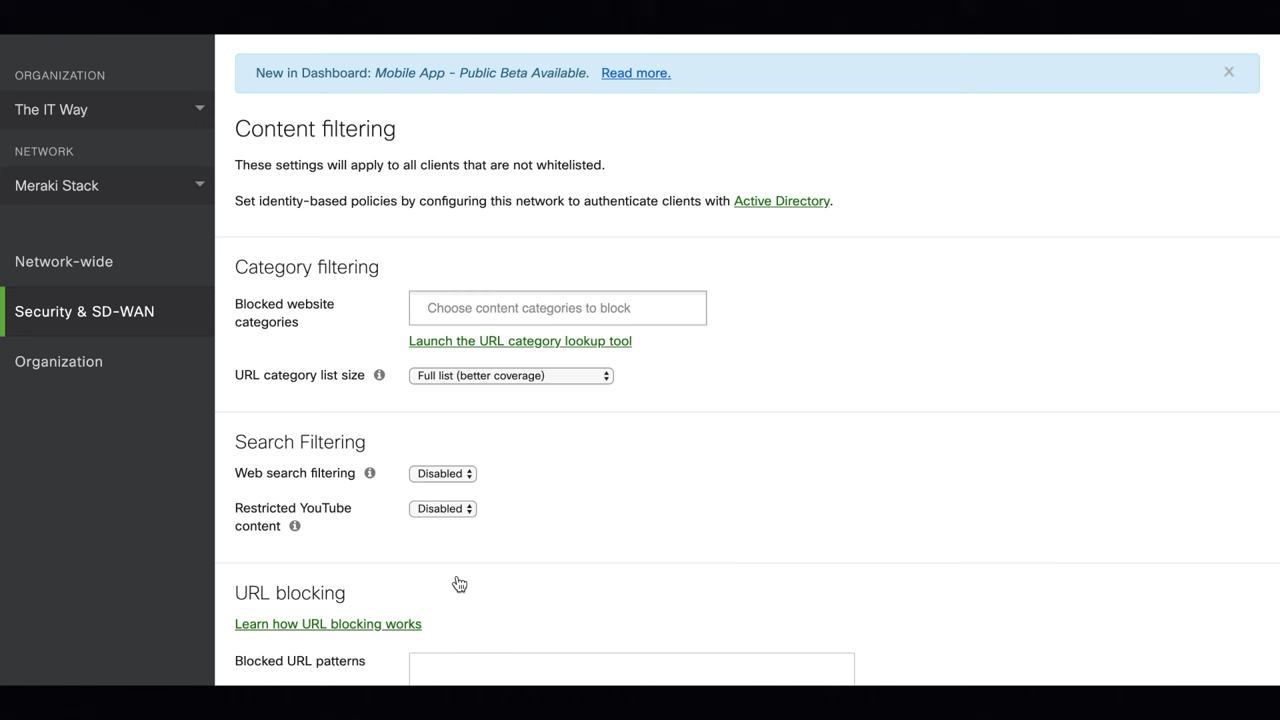 New in Dashboard: Mobile App - Public Beta Available. Read more. ×
ORGANIZATION
The IT Way
NETWORK
Meraki Stack
Network-wide
Security & SD-WAN
Organization
Content filtering
These settings will apply to all clients that are not whitelisted.
Set identity-based policies by configuring this network to authenticate clients with Active Directory.
Category filtering
Blocked website
categories
Choose content categories to block
Launch the URL category lookup tool
URL category list size
Full list (better coverage)
Search Filtering
Web search filtering
Disabled
Restricted YouTube
content
Disabled
URL blocking
Learn how URL blocking works
Blocked URL patterns